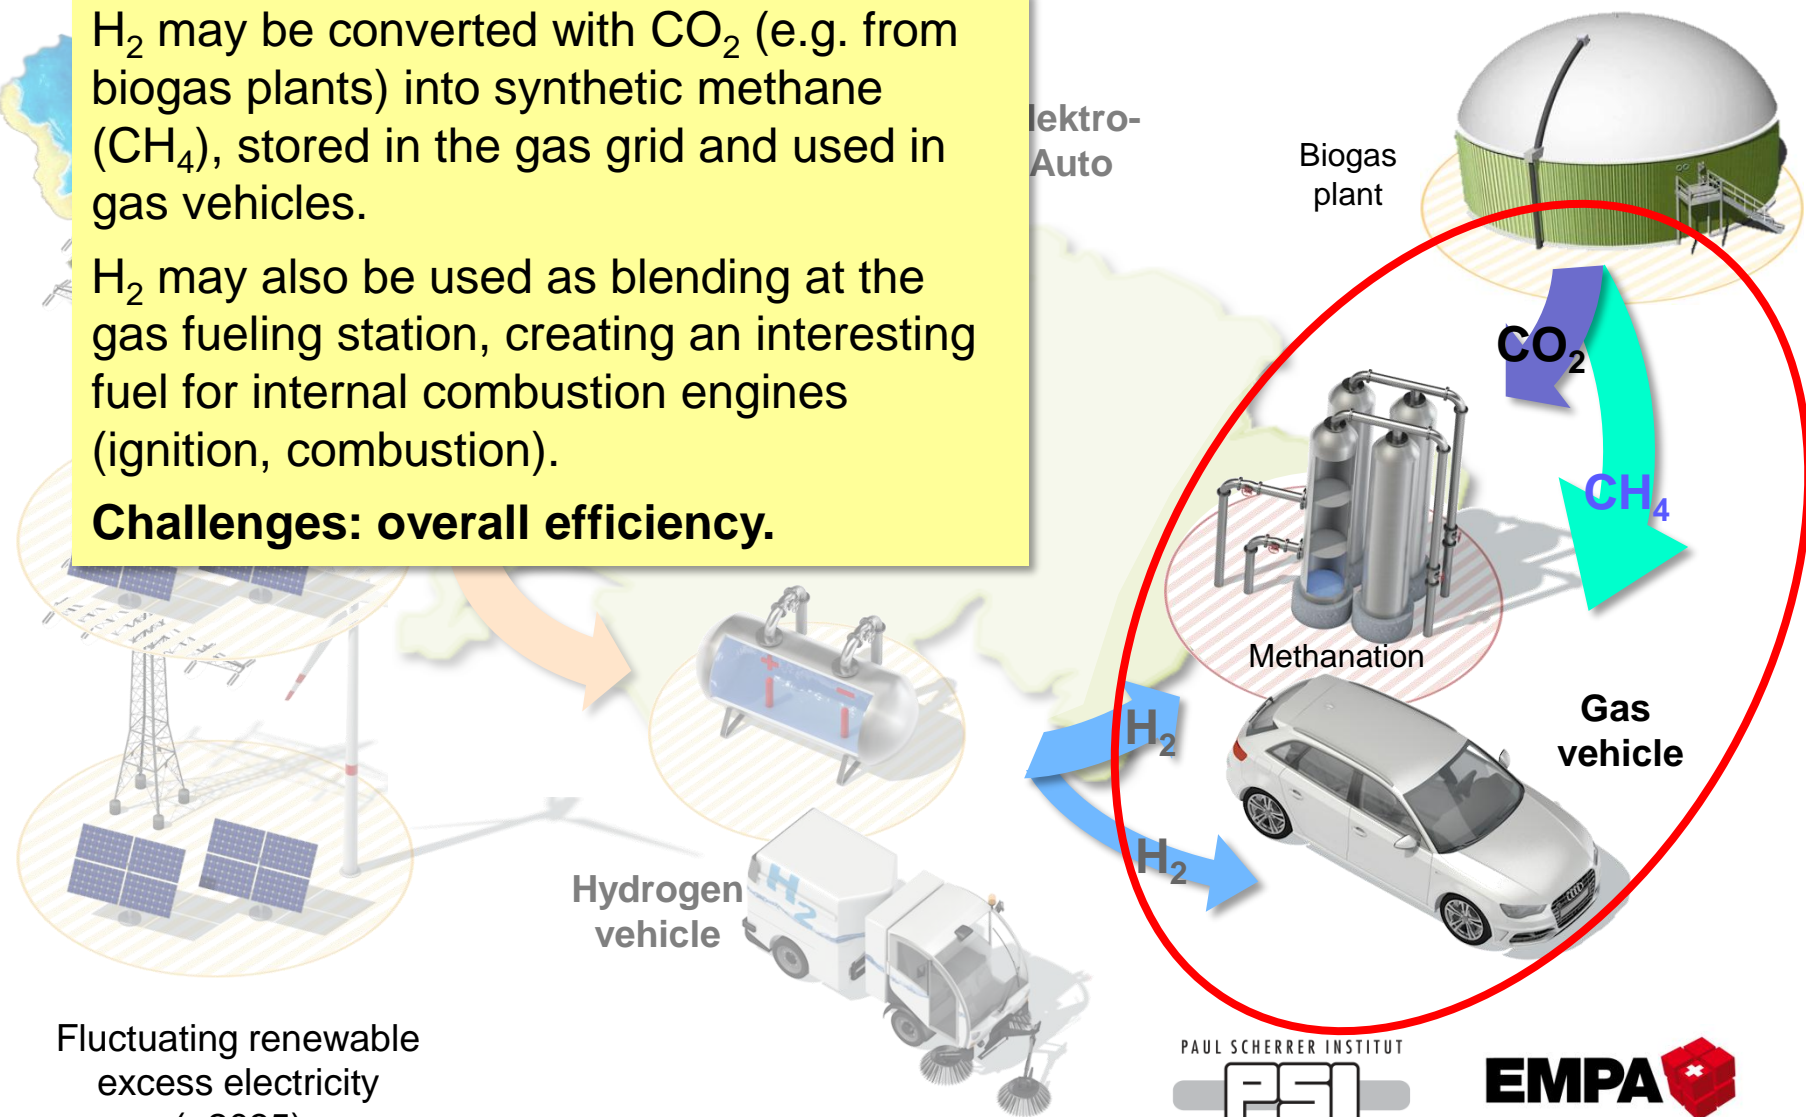 H₂ may be converted with CO₂ (e.g. from
biogas plants) into synthetic methane
(CH₄), stored in the gas grid and used in
gas vehicles.
H₂ may also be used as blending at the
gas fueling station, creating an interesting
fuel for internal combustion engines
(ignition, combustion).
Challenges: overall efficiency.
lektro-
Auto
Biogas
plant
CO₂
CH₄
Methanation
Gas
vehicle
H₂
H₂
Hydrogen
vehicle
H₂
Fluctuating renewable
excess electricity
PAUL SCHERRER INSTITUT
PSI
EMPA